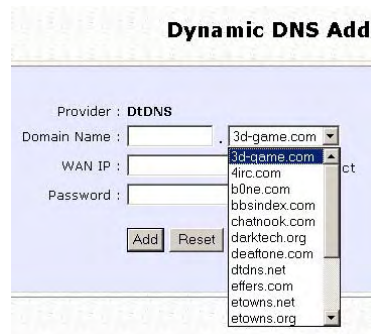 Dynamic DNS Add
Provider : DtDNS
Domain Name : . 3d-game.com
3d-game.com
WAN IP : ct
4irc.com
b0ne.com
bbsindex.com
Password :
chatnook.com
Add Reset
darktech.org
deaftone.com
dtdns.net
effers.com
etowns.net
etowns.org